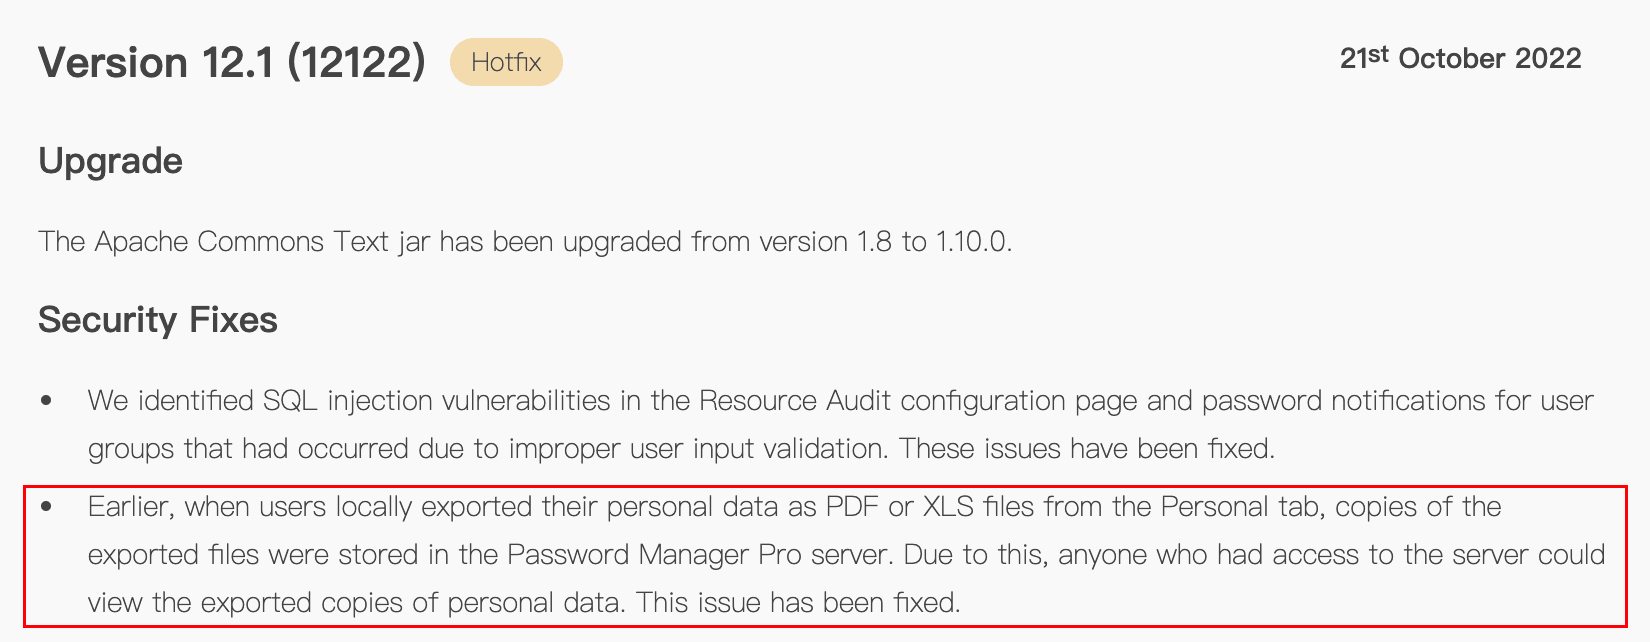 Version 12.1 (12122) Hotfix 21st October 2022
Upgrade
The Apache Commons Text jar has been upgraded from version 1.8 to 1.10.0.
Security Fixes
• We identified SQL injection vulnerabilities in the Resource Audit configuration page and password notifications for user
groups that had occurred due to improper user input validation. These issues have been fixed.
• Earlier, when users locally exported their personal data as PDF or XLS files from the Personal tab, copies of the
exported files were stored in the Password Manager Pro server. Due to this, anyone who had access to the server could
view the exported copies of personal data. This issue has been fixed.